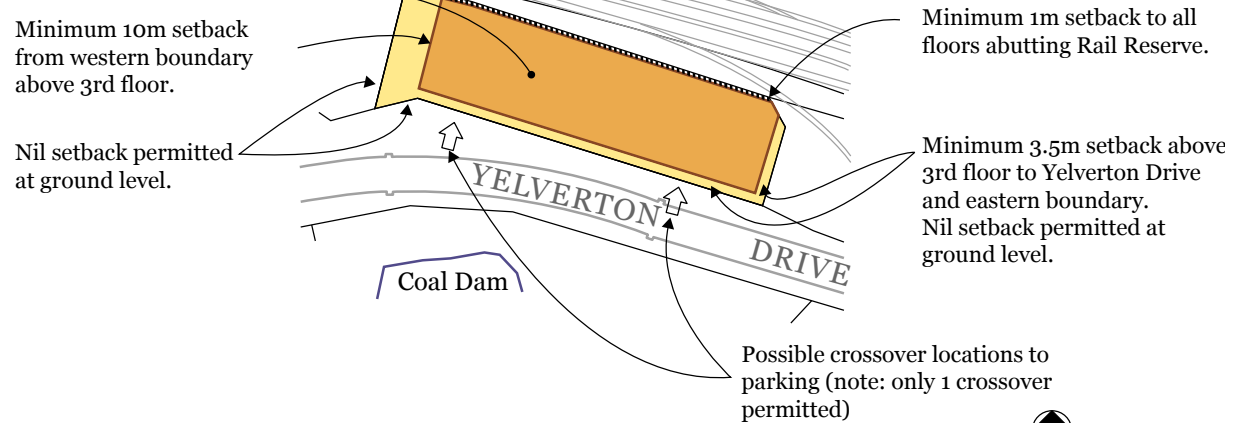 Minimum 10m setback
from western boundary
above 3rd floor.
Nil setback permitted
at ground level.
Minimum 1m setback to all
floors abutting Rail Reserve.
Minimum 3.5m setback above
3rd floor to Yelverton Drive
and eastern boundary.
Nil setback permitted at
ground level.
YELVERTON DRIVE
Coal Dam
Possible crossover locations to
parking (note: only 1 crossover
permitted)